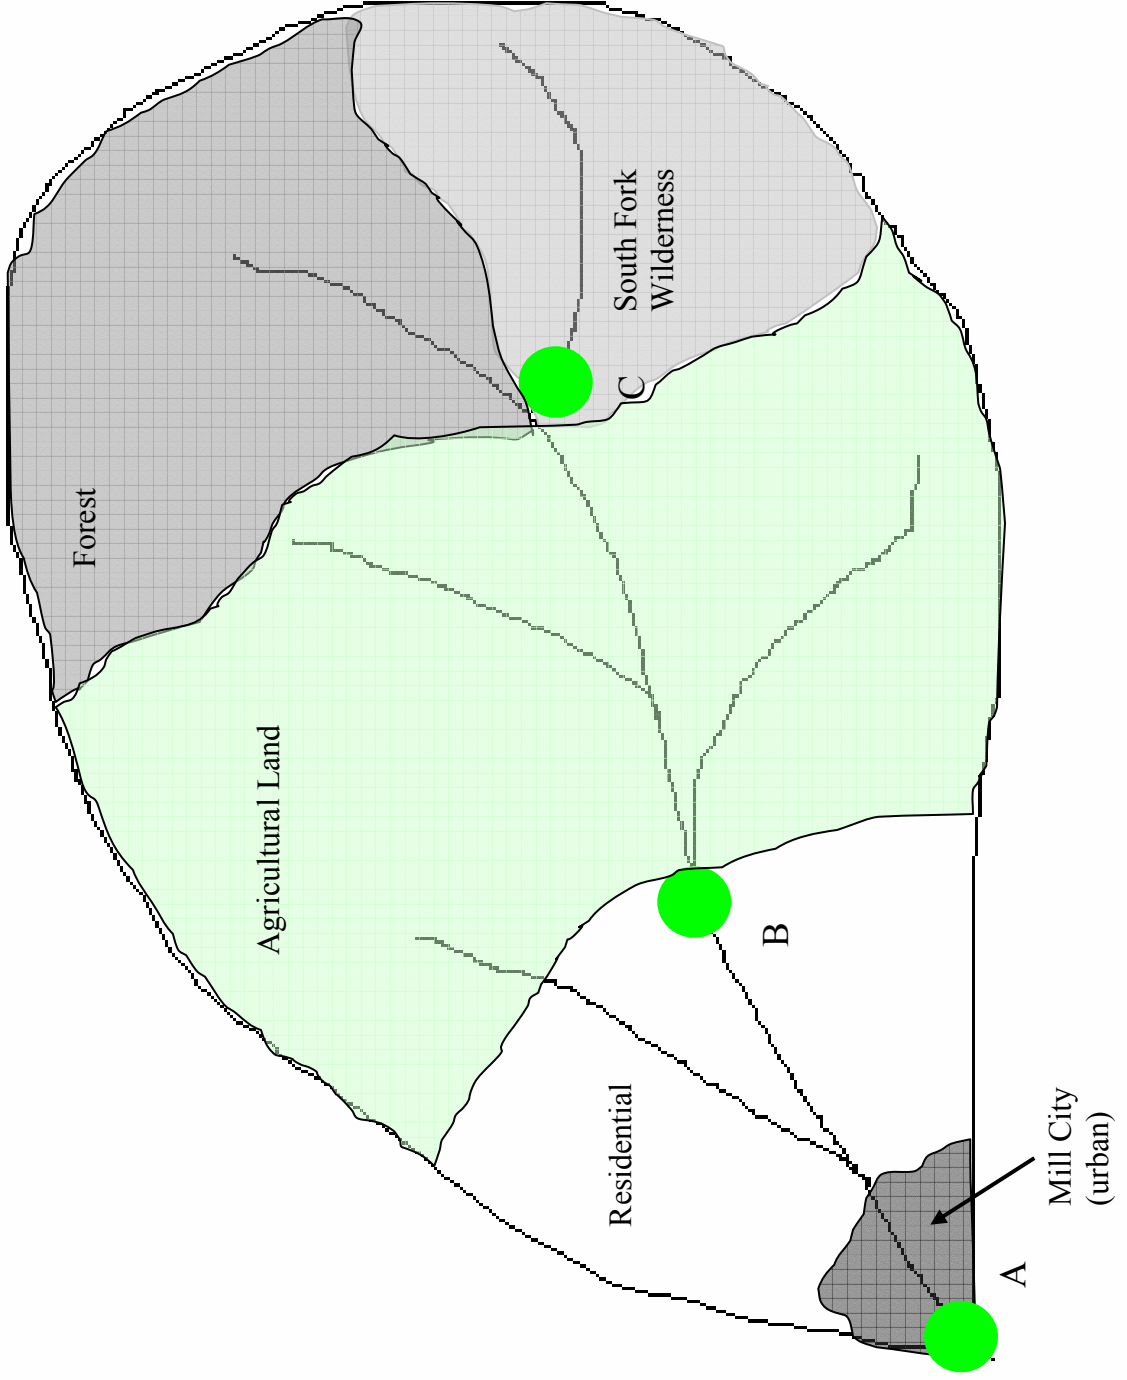 Forest
South Fork
Wilderness
C
Agricultural Land
B
Residential
Mill City
(urban)
A